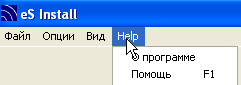 eS Install
Файл Опции Вид Help
О программе
Помощь F1